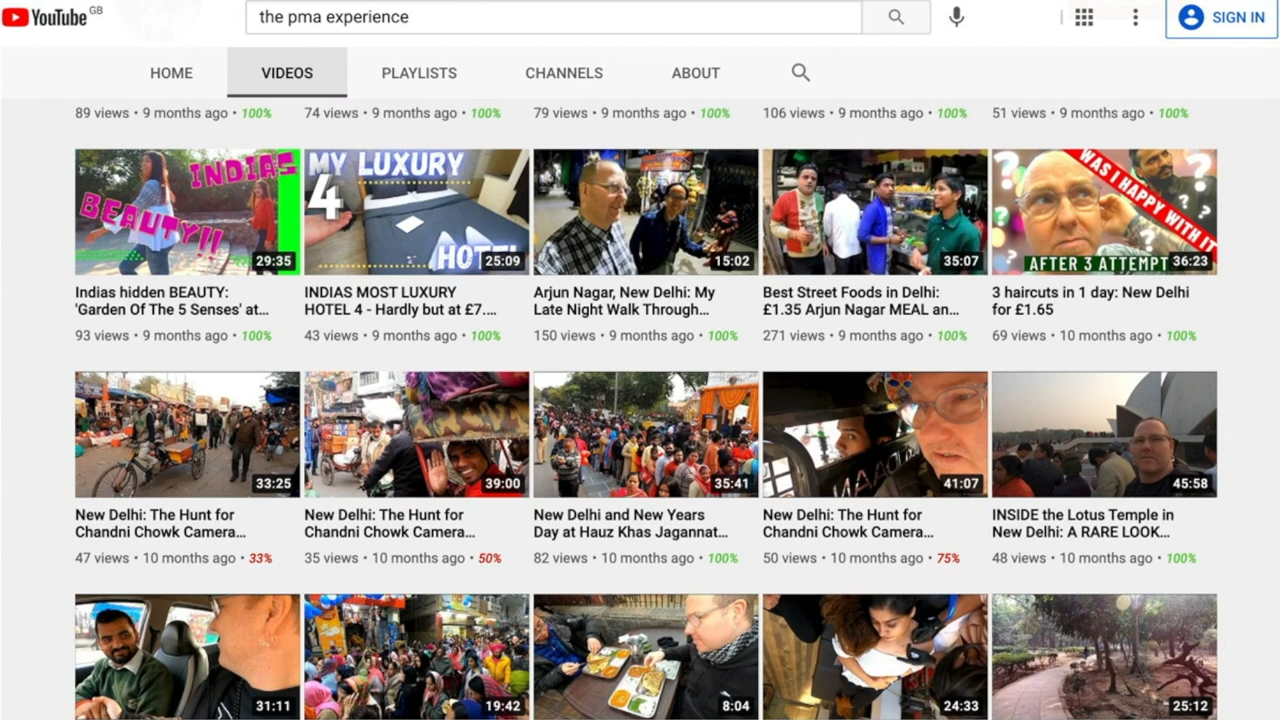 YouTube GB
the pma experience
SIGN IN
HOME VIDEOS PLAYLISTS CHANNELS ABOUT
89 views • 9 months ago • 100% 74 views • 9 months ago • 100% 79 views • 9 months ago • 100% 106 views • 9 months ago • 100% 51 views • 9 months ago • 100%
INDIAS
BEAUTY!!
29:35
MY LUXURY
4
HOTEL
25:09
15:02
35:07
WAS I HAPPY WITH IT
AFTER 3 ATTEMPT
36:23
Indias hidden BEAUTY:
'Garden Of The 5 Senses' at...
93 views • 9 months ago • 100%
INDIAS MOST LUXURY
HOTEL 4 - Hardly but at £7....
43 views • 9 months ago • 100%
Arjun Nagar, New Delhi: My
Late Night Walk Through...
150 views • 9 months ago • 100%
Best Street Foods in Delhi:
£1.35 Arjun Nagar MEAL an...
271 views • 9 months ago • 100%
3 haircuts in 1 day: New Delhi
for £1.65
69 views • 10 months ago • 100%
33:25
39:00
35:41
41:07
45:58
New Delhi: The Hunt for
Chandni Chowk Camera...
47 views • 10 months ago • 33%
New Delhi: The Hunt for
Chandni Chowk Camera...
35 views • 10 months ago • 50%
New Delhi and New Years
Day at Hauz Khas Jagannat...
82 views • 10 months ago • 100%
New Delhi: The Hunt for
Chandni Chowk Camera...
50 views • 10 months ago • 75%
INSIDE the Lotus Temple in
New Delhi: A RARE LOOK...
48 views • 10 months ago • 100%
31:11
19:42
8:04
24:33
25:12